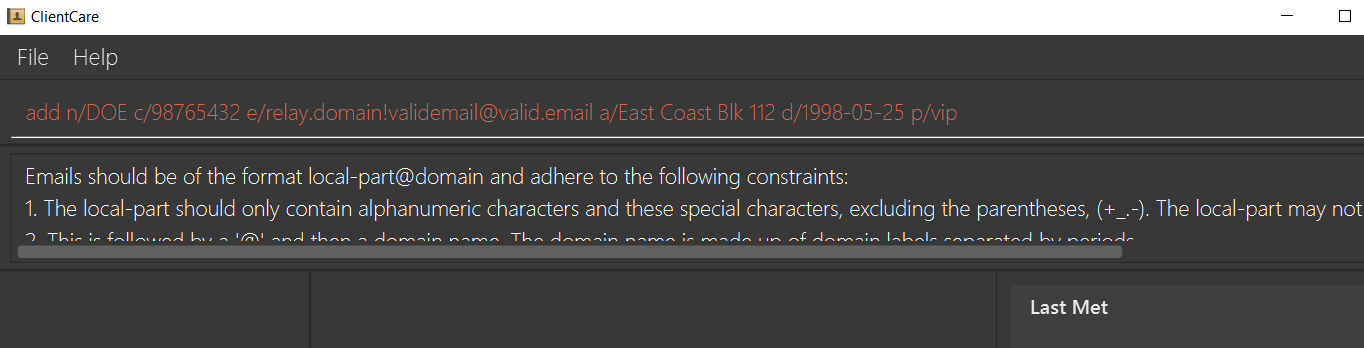 ClientCare
File Help
add n/DOE c/98765432 e/relay.domain!validemail@valid.email a/East Coast Blk 112 d/1998-05-25 p/vip
Emails should be of the format local-part@domain and adhere to the following constraints:
1. The local-part should only contain alphanumeric characters and these special characters, excluding the parentheses, (+_.-). The local-part may not
2. This is followed by a '@' and then a domain name. The domain name is made up of domain labels separated by periods.
Last Met